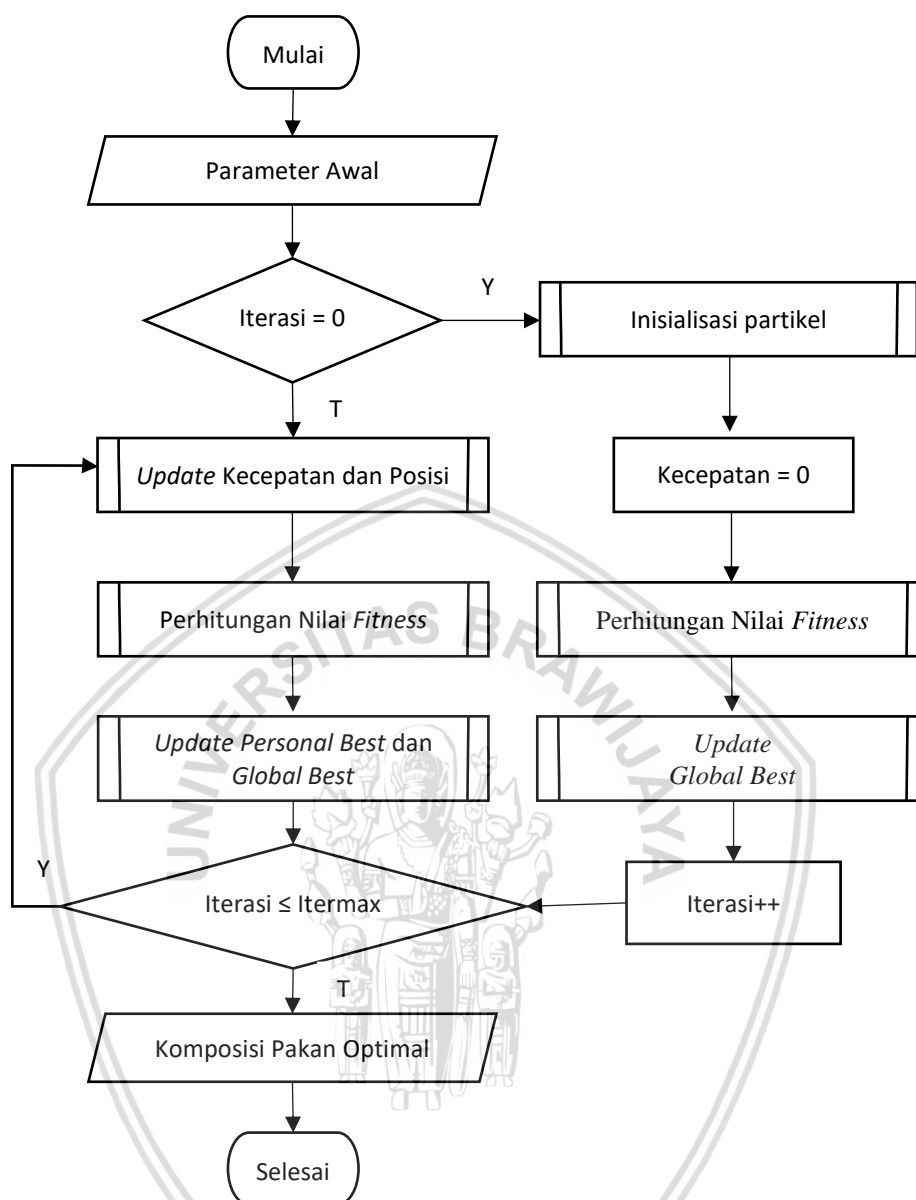 Mulai
Parameter Awal
Iterasi = 0
Y
Inisialisasi partikel
T
Update Kecepatan dan Posisi
Kecepatan = 0
Perhitungan Nilai Fitness
Perhitungan Nilai Fitness
Update Personal Best dan
Global Best
Update
Global Best
Y
Iterasi ≤ Itermax
Iterasi++
T
Komposisi Pakan Optimal
Selesai
UNIVERSITAS BRAWIJAYA